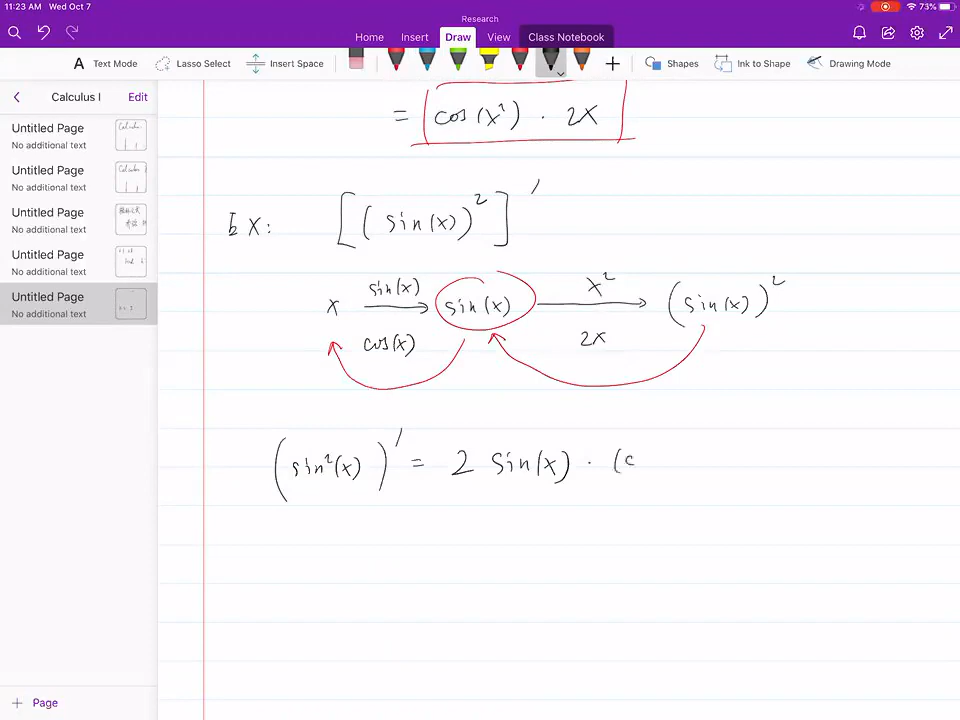 11:23 AM Wed Oct 7
73%
Research
Home Insert Draw View Class Notebook
Text Mode Lasso Select Insert Space Shapes Ink to Shape Drawing Mode
Calculus I Edit
Untitled Page
No additional text
Untitled Page
No additional text
Untitled Page
No additional text
Untitled Page
No additional text
Untitled Page
No additional text
Page
= cos(x²) · 2x
EX: [(sin(x))²]′
x sin(x) sin(x) x² (sin(x))²
cos(x) 2x
(sin²(x))′ = 2 sin(x) · (c